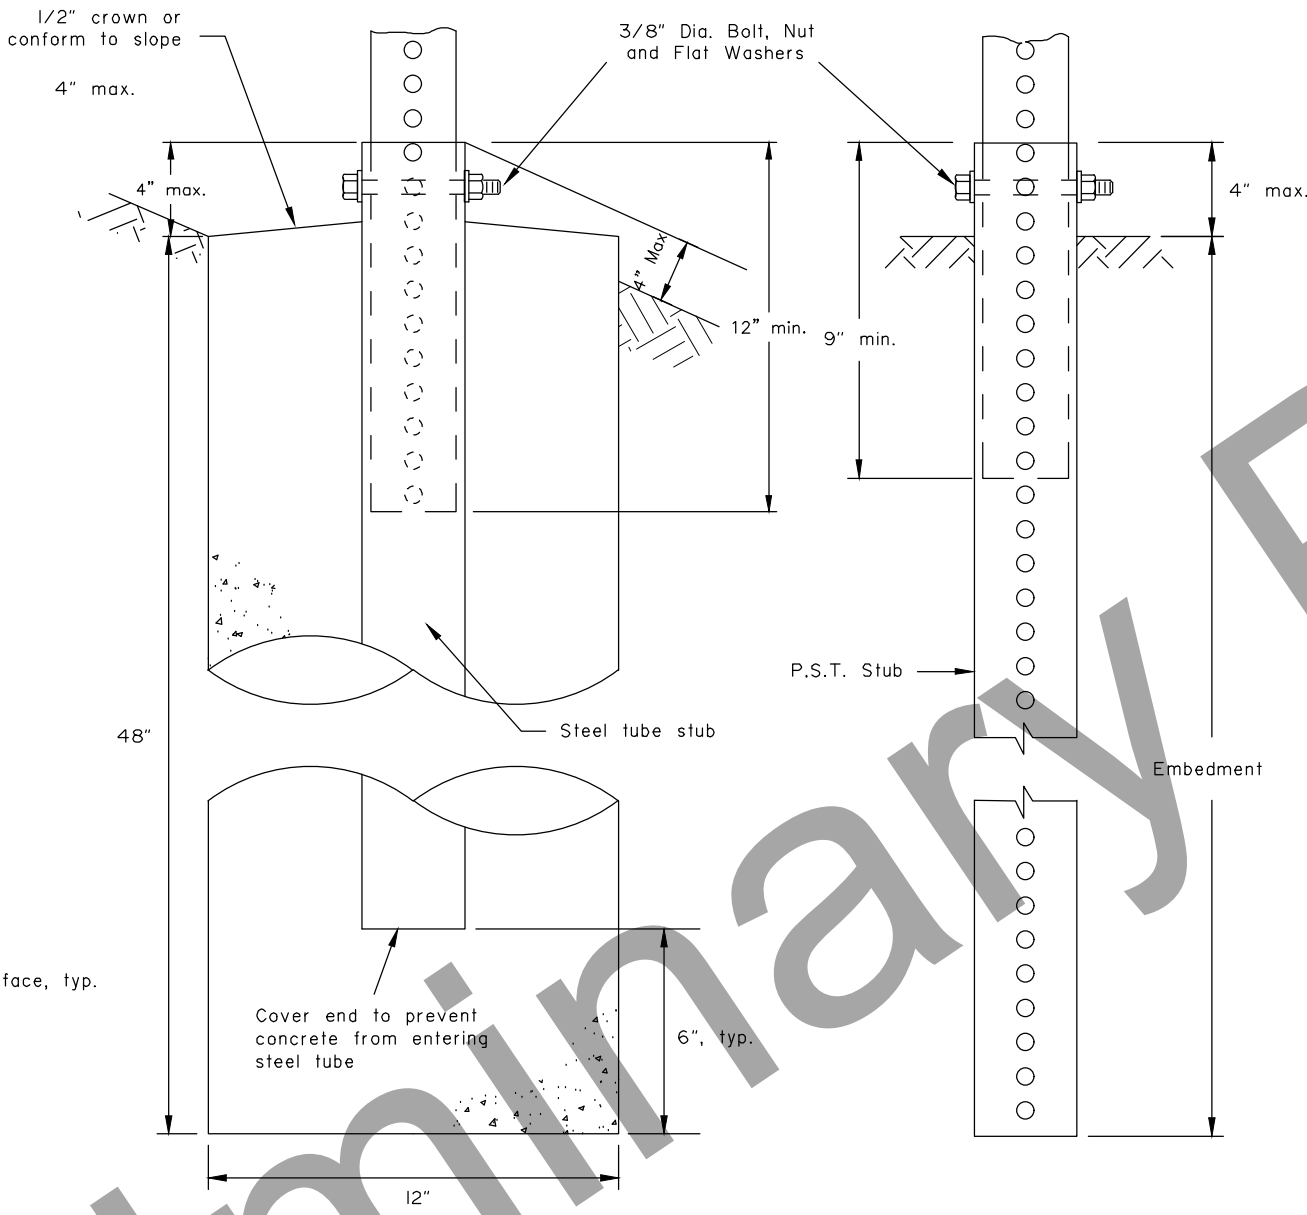 1/2" crown or
conform to slope
4" max.
3/8" Dia. Bolt, Nut
and Flat Washers
4" max.
4" Max
12" min.
9" min.
4" max.
P.S.T. Stub
Steel tube stub
48"
Embedment
face, typ.
Cover end to prevent
concrete from entering
steel tube
6", typ.
12"
iminary P